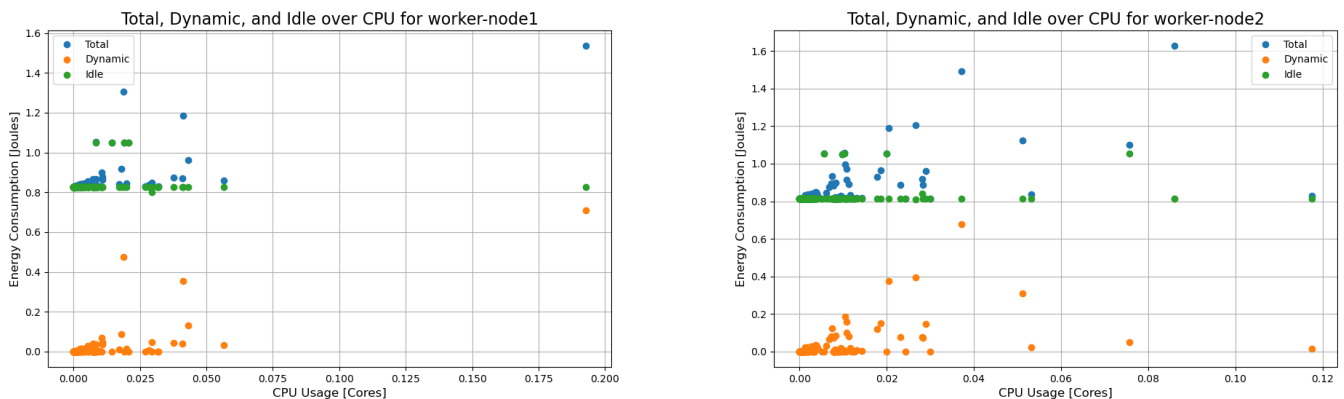 Total, Dynamic, and Idle over CPU for worker-node1
Energy Consumption [Joules]
1.6
1.4
1.2
1.0
0.8
0.6
0.4
0.2
0.0
Total
Dynamic
Idle
0.000 0.025 0.050 0.075 0.100 0.125 0.150 0.175 0.200
CPU Usage [Cores]
Total, Dynamic, and Idle over CPU for worker-node2
Energy Consumption [Joules]
1.6
1.4
1.2
1.0
0.8
0.6
0.4
0.2
0.0
Total
Dynamic
Idle
0.00 0.02 0.04 0.06 0.08 0.10 0.12
CPU Usage [Cores]